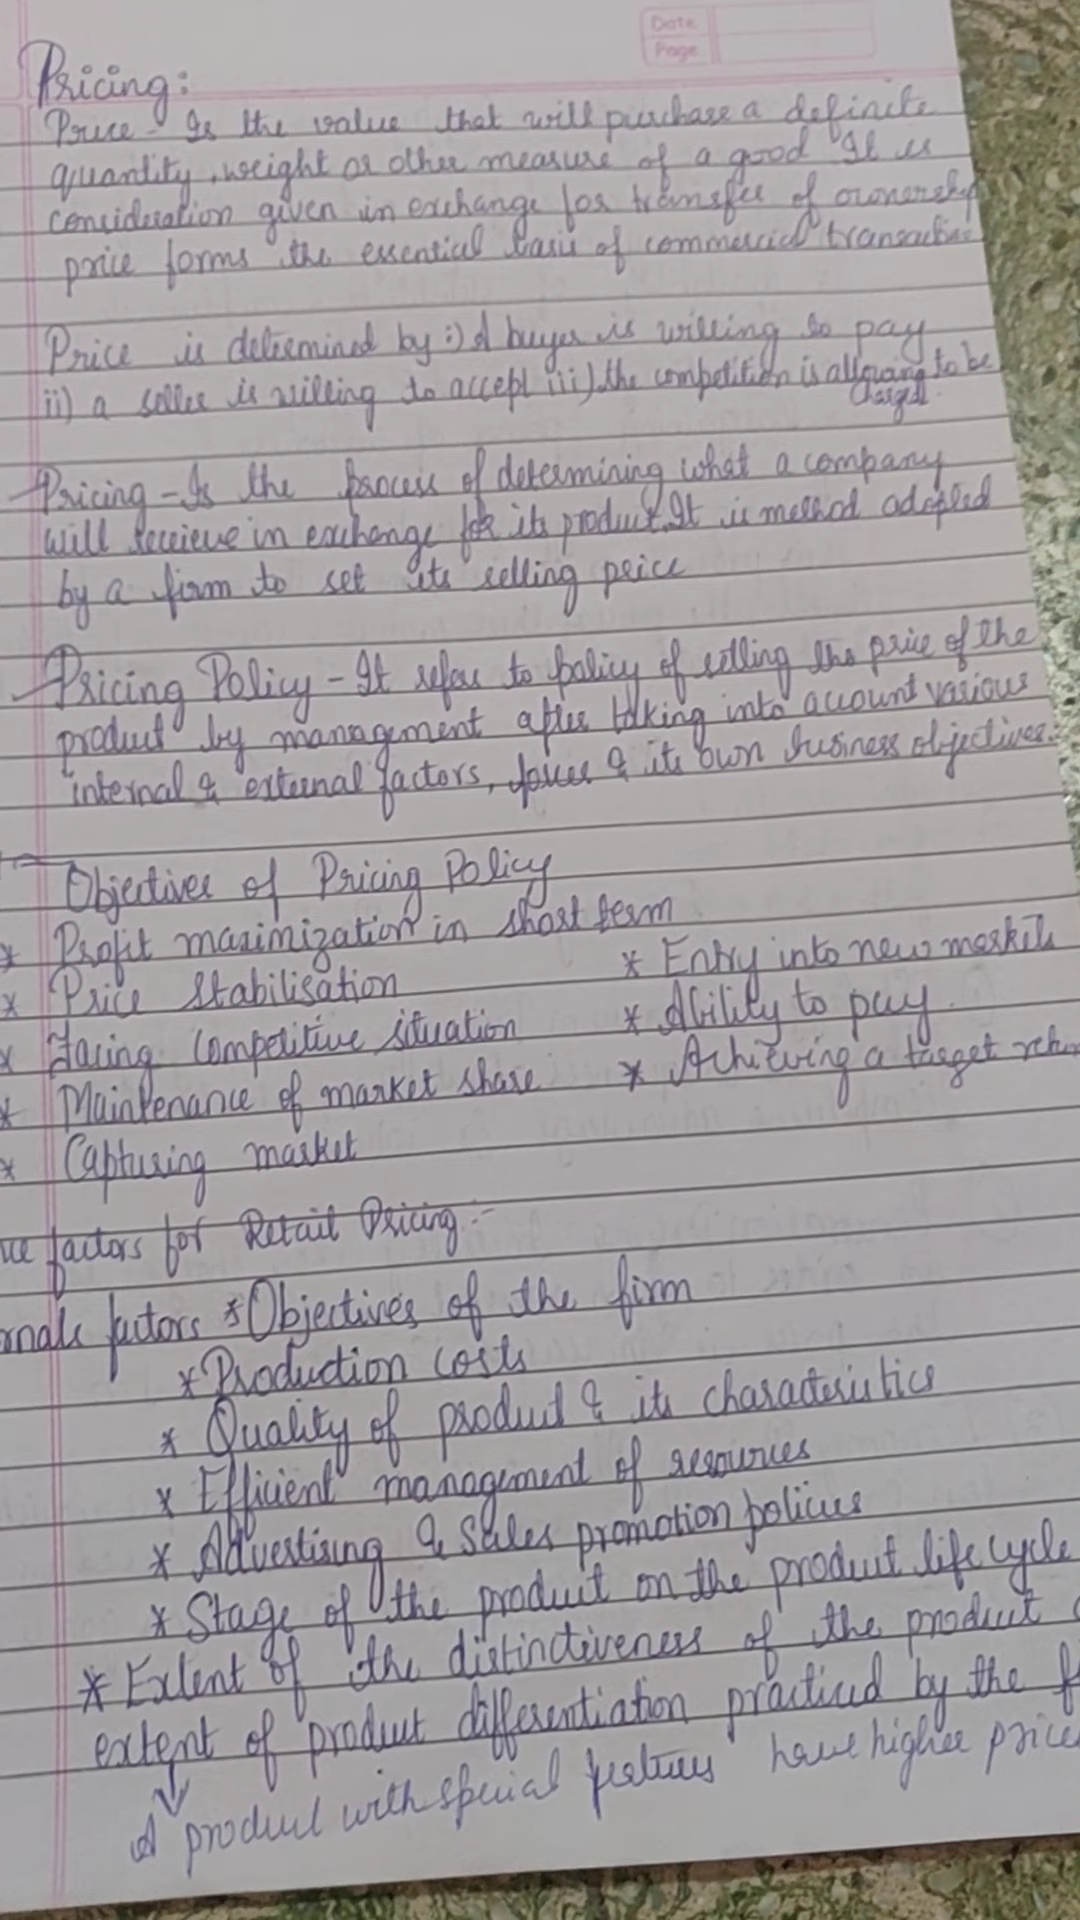 Date
Page
Pricing:
Price - Is the value that will purchase a definite
quantity, weight or other measure of a good It is
consideration given in exchange for transfer of ownership
price forms the essential basis of commercial transaction
Price is determined by i) A buyer is willing to pay
ii) a seller is willing to accept iii) the competition is allowing to be
charged.
Pricing - Is the process of determining what a company
will receieve in exchange for its product. It is method adopted
by a firm to set its selling price
Pricing Policy - It refers to policy of setting the price of the
product by management after taking into account various
internal & external factors, forces & its own business objectives.
Objectives of Pricing Policy
* Profit maximization in short term
* Price Stabilisation * Entry into new markets
* Facing Competitive situation * Ability to pay.
* Maintenance of market share * Achieving a target
* Capturing market
factors for Retail Pricing :-
factors * Objectives of the firm
* Production costs
* Quality of product & its characteristics
* Efficient management of resources
* Advertising & Sales promotion policies
* Stage of the product on the product life cycle
* Extent of the distinctiveness of the product
extent of product differentiation practiced by the
A product with special features have higher price